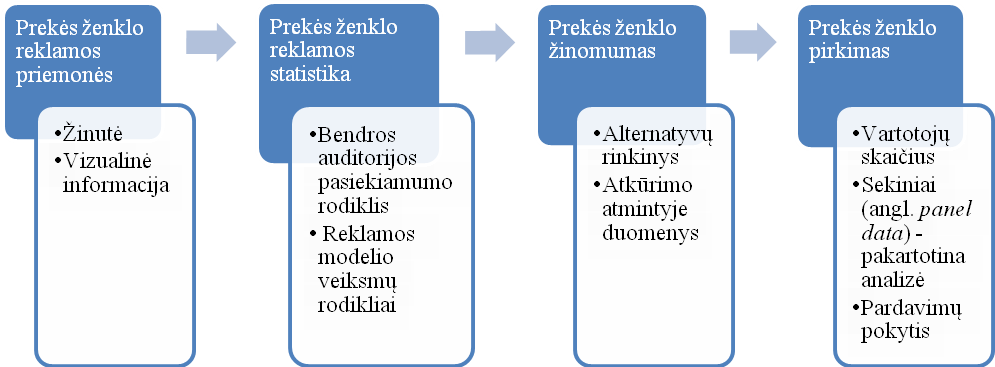 Prekės ženklo
reklamos
priemonės
•Žinutė
•Vizualinė
informacija
Prekės ženklo
reklamos
statistika
•Bendros
auditorijos
pasiekiamumo
rodiklis
• Reklamos
modelio
veiksmų
rodikliai
Prekės ženklo
žinomumas
•Alternatyvų
rinkinys
•Atkūrimo
atmintyje
duomenys
Prekės ženklo
pirkimas
•Vartotojų
skaičius
•Sekiniai
(angl. panel
data) -
pakartotina
analizė
•Pardavimų
pokytis